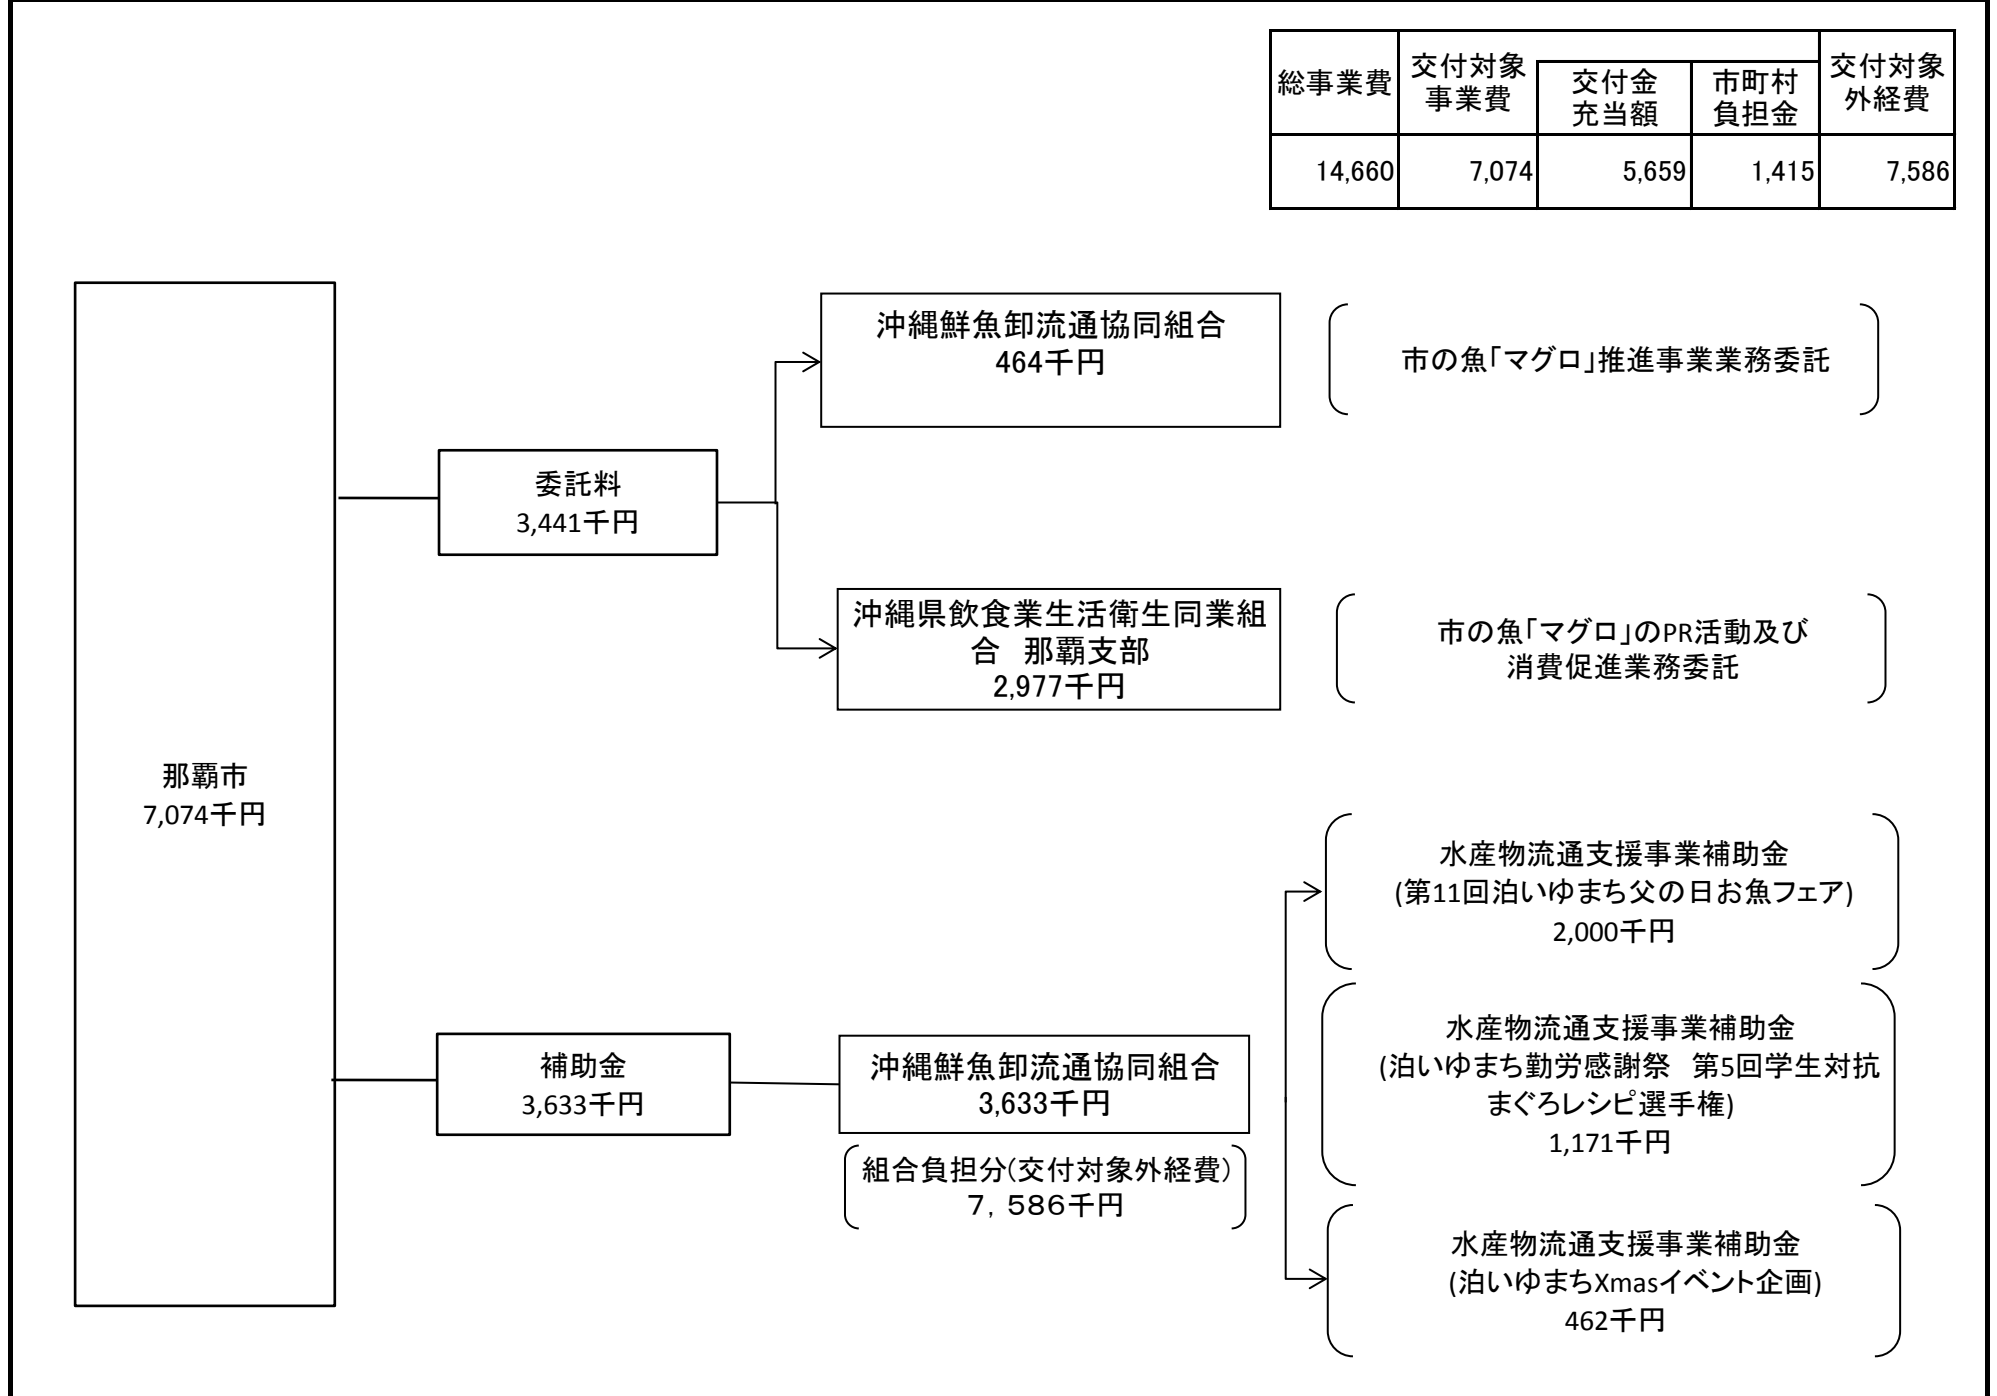 総事業費
交付対象
事業費
交付金
充当額
市町村
負担金
交付対象
外経費
14,660
7,074
5,659
1,415
7,586
沖縄鮮魚卸流通協同組合
464千円
市の魚「マグロ」推進事業業務委託
委託料
3,441千円
沖縄県飲食業生活衛生同業組
合　那覇支部
2,977千円
市の魚「マグロ」のPR活動及び
消費促進業務委託
那覇市
7,074千円
水産物流通支援事業補助金
(第11回泊いゆまち父の日お魚フェア)
2,000千円
補助金
3,633千円
沖縄鮮魚卸流通協同組合
3,633千円
組合負担分(交付対象外経費)
７，５８６千円
水産物流通支援事業補助金
(泊いゆまち勤労感謝祭　第5回学生対抗
まぐろレシピ選手権)
1,171千円
水産物流通支援事業補助金
(泊いゆまちXmasイベント企画)
462千円